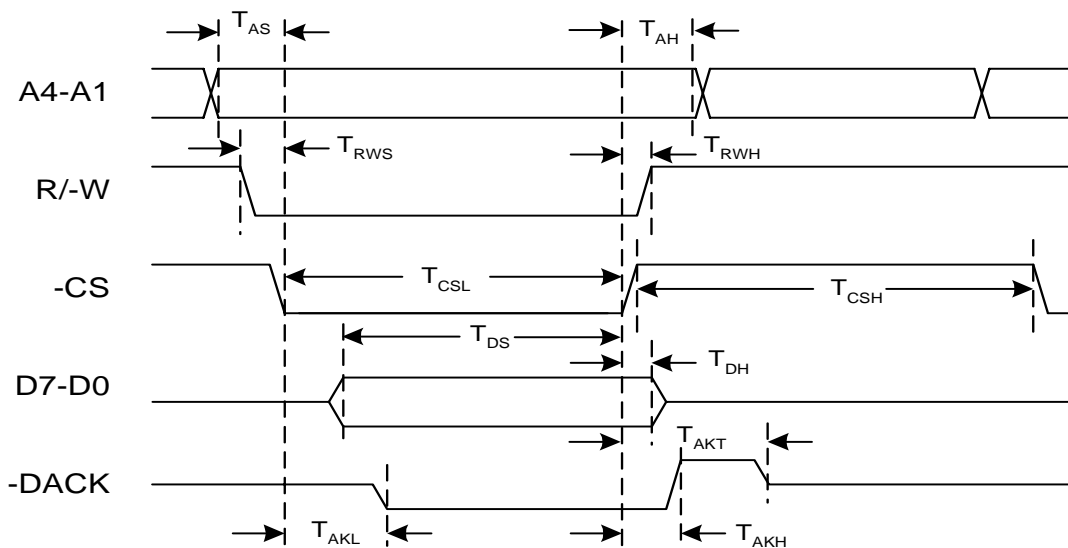 TAS
TAH
A4-A1
TRWS
TRWH
R/-W
-CS
TCSL
TCSH
TDS
TDH
D7-D0
TAKT
-DACK
TAKL
TAKH